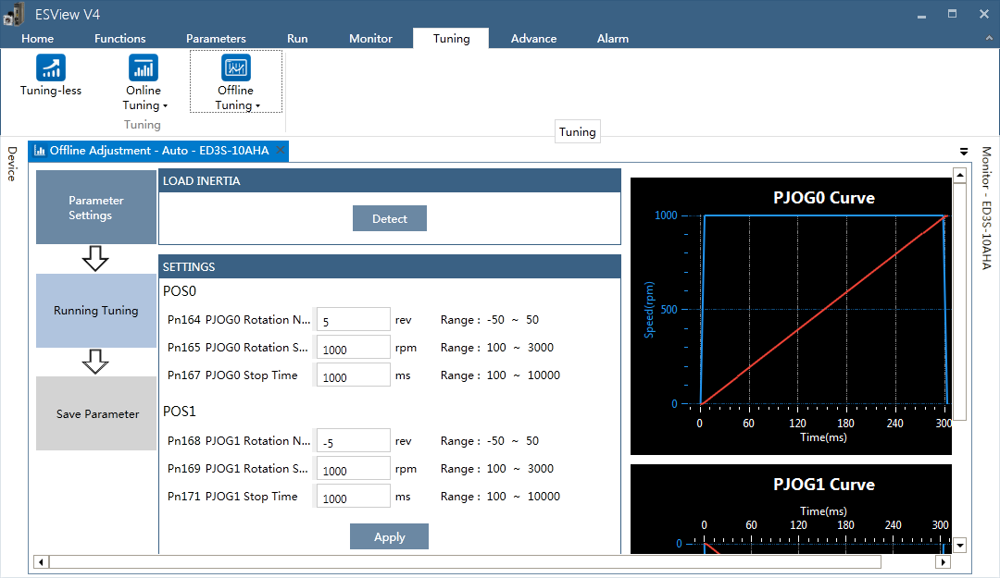 ESView V4
Home Functions Parameters Run Monitor Tuning Advance Alarm
Tuning-less
Online Tuning
Offline Tuning
Tuning
Tuning
Device
Offline Adjustment - Auto - ED3S-10AHA
Monitor - ED3S-10AHA
Parameter
Settings
Running Tuning
Save Parameter
LOAD INERTIA
Detect
SETTINGS
POS0
Pn164 PJOG0 Rotation N... 5 rev Range : -50 ~ 50
Pn165 PJOG0 Rotation S... 1000 rpm Range : 100 ~ 3000
Pn167 PJOG0 Stop Time 1000 ms Range : 100 ~ 10000
POS1
Pn168 PJOG1 Rotation N... -5 rev Range : -50 ~ 50
Pn169 PJOG1 Rotation S... 1000 rpm Range : 100 ~ 3000
Pn171 PJOG1 Stop Time 1000 ms Range : 100 ~ 10000
Apply
PJOG0 Curve
1000
500
0
Speed(rpm)
0 60 120 180 240 300
Time(ms)
PJOG1 Curve
Time(ms)
0 60 120 180 240 300
0